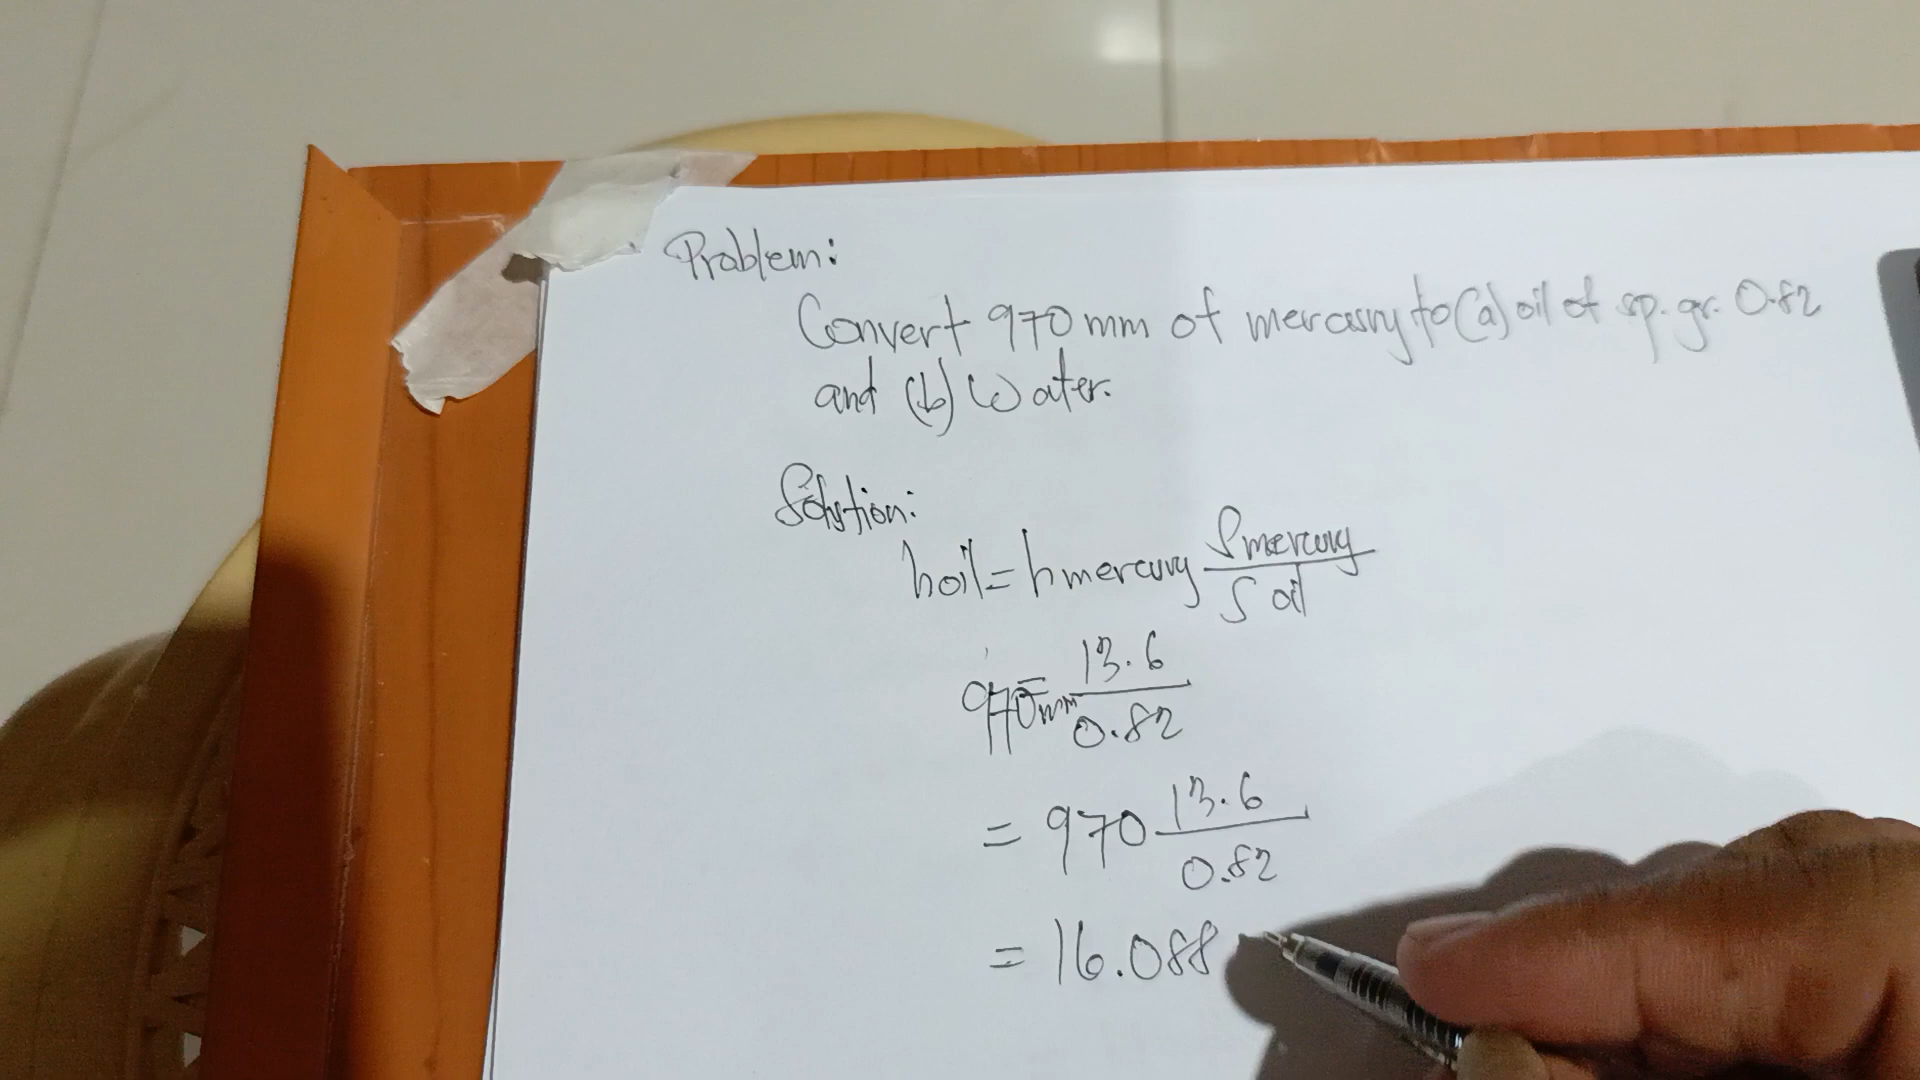 Problem:
Convert 970 mm of mercury to (a) oil of sp. gr. 0.82
and (b) Water.
Solution:
hoil = hmercury Smercury
S oil
970mm 13.6
0.82
= 970 13.6
0.82
= 16.088